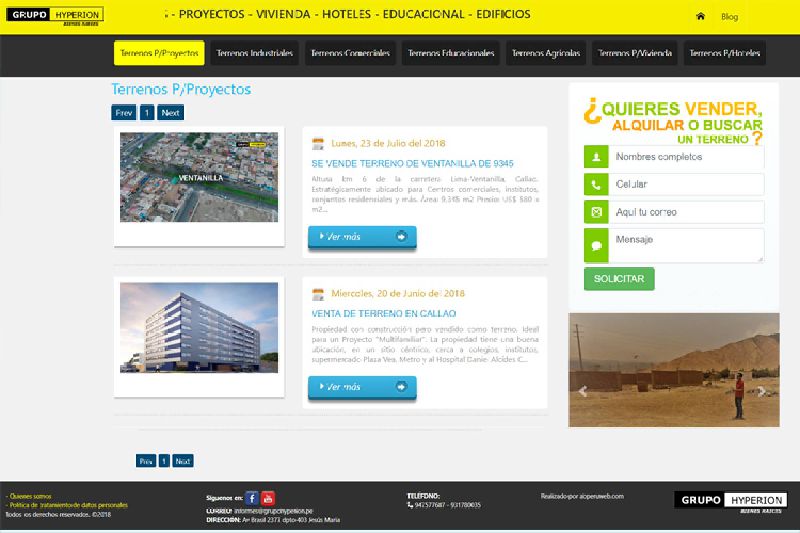 GRUPO HYPERION
BIENES RAICES
- PROYECTOS - VIVIENDA - HOTELES - EDUCACIONAL - EDIFICIOS
Blog
Terrenos P/Proyectos
Terrenos Industriales
Terrenos Comerciales
Terrenos Educacionales
Terrenos Agricolas
Terrenos P/Vivienda
Terrenos P/Hoteles
Terrenos P/Proyectos
Prev 1 Next
VENTANILLA
Lunes, 23 de Julio del 2018
SE VENDE TERRENO DE VENTANILLA DE 9345
Altura km 6 de la carretera Lima-Ventanilla, Callao.
Estratégicamente ubicado para Centros comerciales, institutos,
conjuntos residenciales y más. Área: 9,345 m2 Precio: US$ 580 x
m2...
Ver más
Miercoles, 20 de Junio del 2018
VENTA DE TERRENO EN CALLAO
Propiedad con construcción pero vendido como terreno. Ideal
para un Proyecto "Multifamiliar". La propiedad tiene una buena
ubicación, en un sitio céntrico, cerca a colegios, institutos,
supermercado Plaza Vea, Metro y al Hospital Daniel Alcides C...
Ver más
Prev 1 Next
¿QUIERES VENDER,
ALQUILAR O BUSCAR
UN TERRENO?
Nombres completos
Celular
Aqui tu correo
Mensaje
SOLICITAR
- Quienes somos
- Política de tratamiento de datos personales
Todos los derechos reservados. ©2018
Siguenos en:
CORREO: informes@grupohyperion.pe
DIRECCIÓN: Av Brasil 2373, dpto 403 Jesús María
TELÉFONO:
942577687 - 931780035
Realizado por aloperuweb.com
GRUPO HYPERION
BIENES RAICES